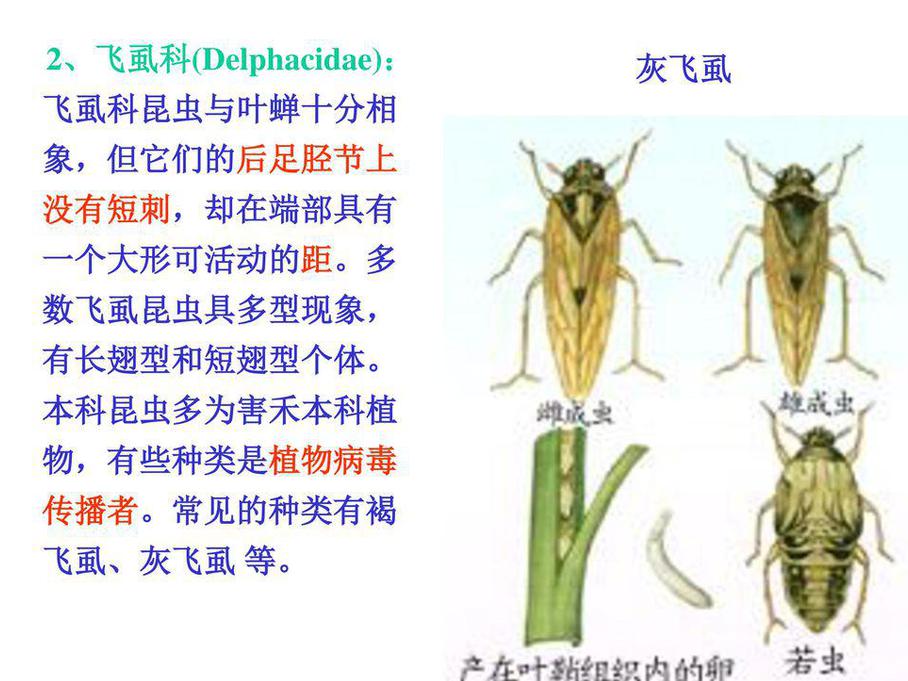 2、飞虱科(Delphacidae)：
飞虱科昆虫与叶蝉十分相
象，但它们的后足胫节上
没有短刺，却在端部具有
一个大形可活动的距。多
数飞虱昆虫具多型现象，
有长翅型和短翅型个体。
本科昆虫多为害禾本科植
物，有些种类是植物病毒
传播者。常见的种类有褐
飞虱、灰飞虱 等。
灰飞虱
雌成虫
雄成虫
产在叶鞘组织内的卵
若虫